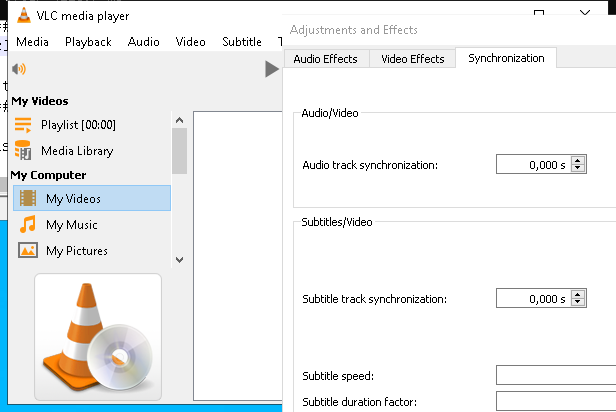 VLC media player
Adjustments and Effects
Media Playback Audio Video Subtitle
Audio Effects Video Effects Synchronization
My Videos
Playlist [00:00]
Media Library
My Computer
My Videos
My Music
My Pictures
Audio/Video
Audio track synchronization: 0,000 s
Subtitles/Video
Subtitle track synchronization: 0,000 s
Subtitle speed:
Subtitle duration factor: